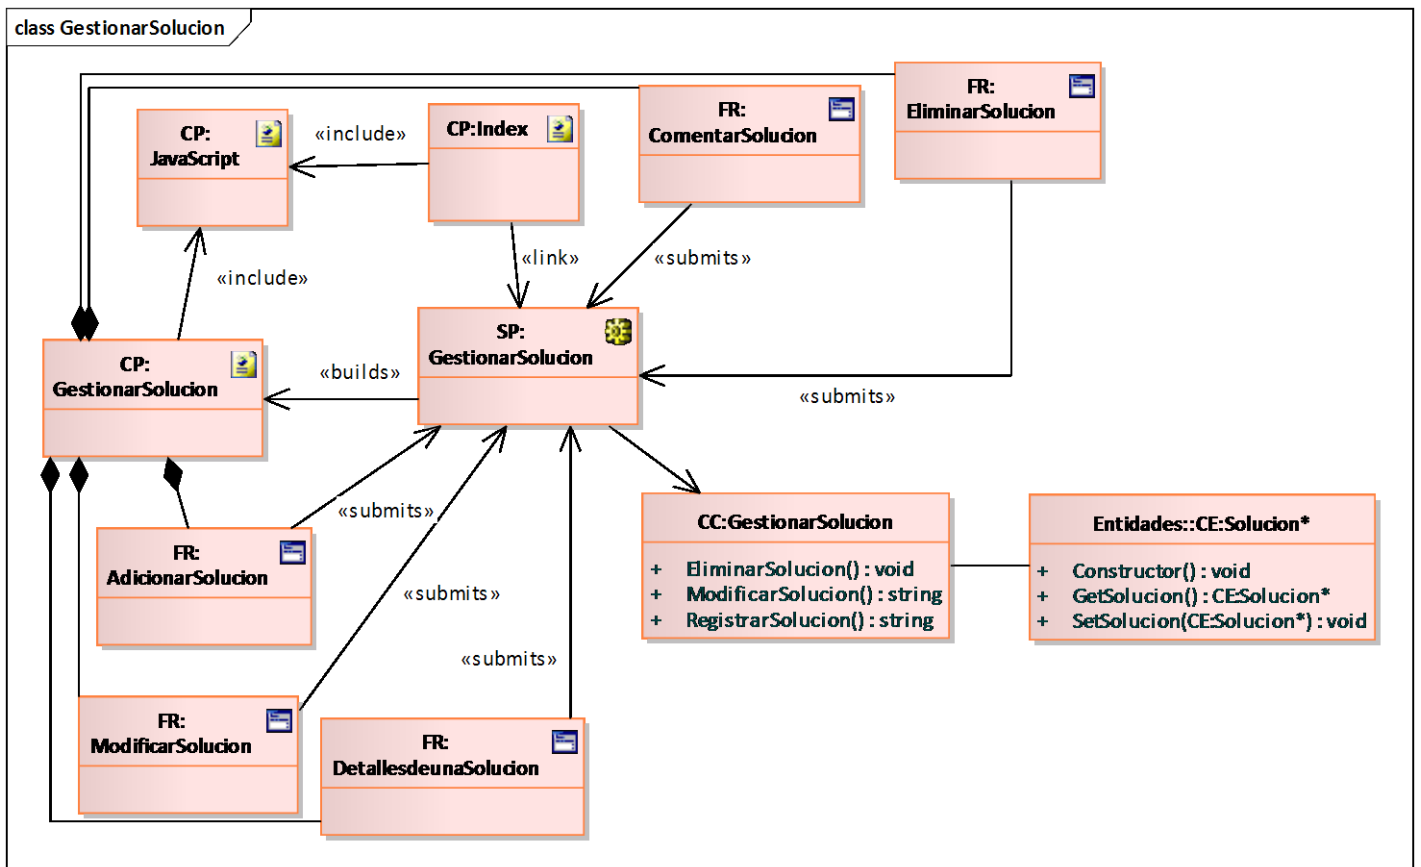 class GestionarSolucion
FR:
EliminarSolucion
FR:
ComentarSolucion
CP:
JavaScript
«include»
CP:Index
«include»
«link»
«submits»
SP:
GestionarSolucion
CP:
GestionarSolucion
«builds»
«submits»
«submits»
CC:GestionarSolucion
+ EliminarSolucion() : void
+ ModificarSolucion() : string
+ RegistrarSolucion() : string
Entidades::CE:Solucion*
+ Constructor() : void
+ GetSolucion() : CE:Solucion*
+ SetSolucion(CE:Solucion*) : void
FR:
AdicionarSolucion
«submits»
«submits»
FR:
ModificarSolucion
FR:
DetallesdeunaSolucion